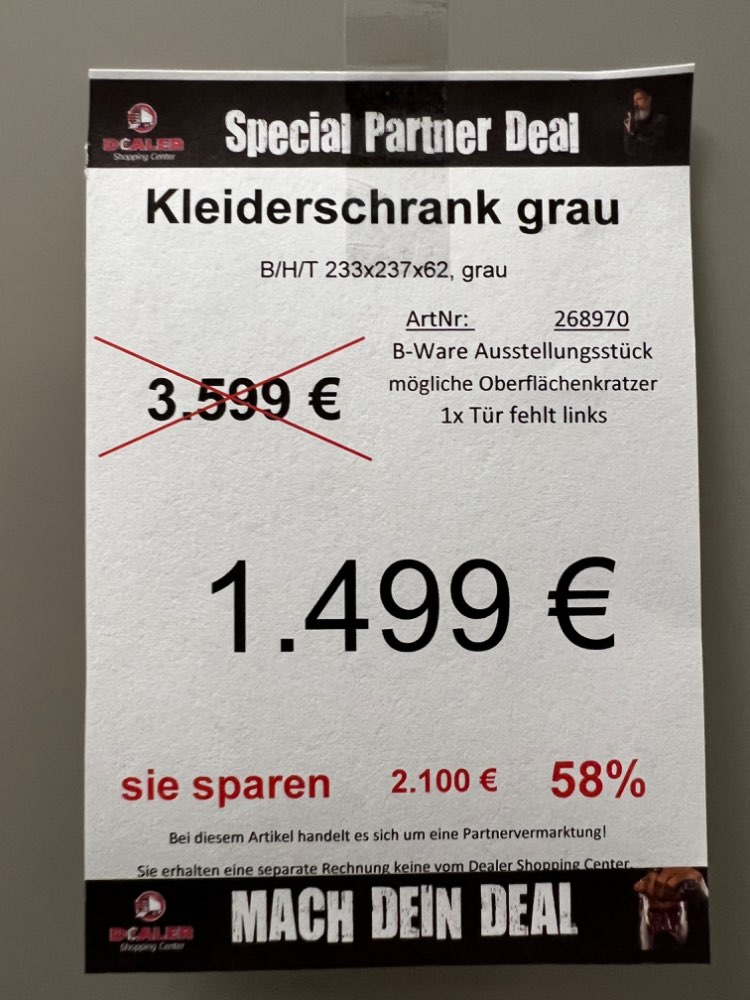 DEALER
Shopping Center
Special Partner Deal
Kleiderschrank grau
B/H/T 233x237x62, grau
ArtNr: 268970
B-Ware Ausstellungsstück
mögliche Oberflächenkratzer
1x Tür fehlt links
3.599 €
1.499 €
sie sparen 2.100 € 58%
Bei diesem Artikel handelt es sich um eine Partnervermarktung!
Sie erhalten eine separate Rechnung keine vom Dealer Shopping Center.
DEALER
Shopping Center
MACH DEIN DEAL